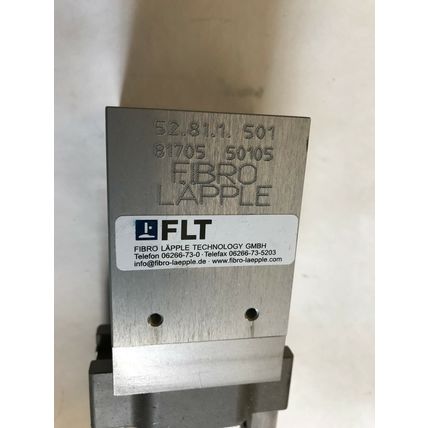 52.81.1. 501
81705 50105
FIBRO
LÄPPLE
FLT
FIBRO LÄPPLE TECHNOLOGY GMBH
Telefon 06266-73-0 · Telefax 06266-73-5203
info@fibro-laepple.de · www.fibro-laepple.com